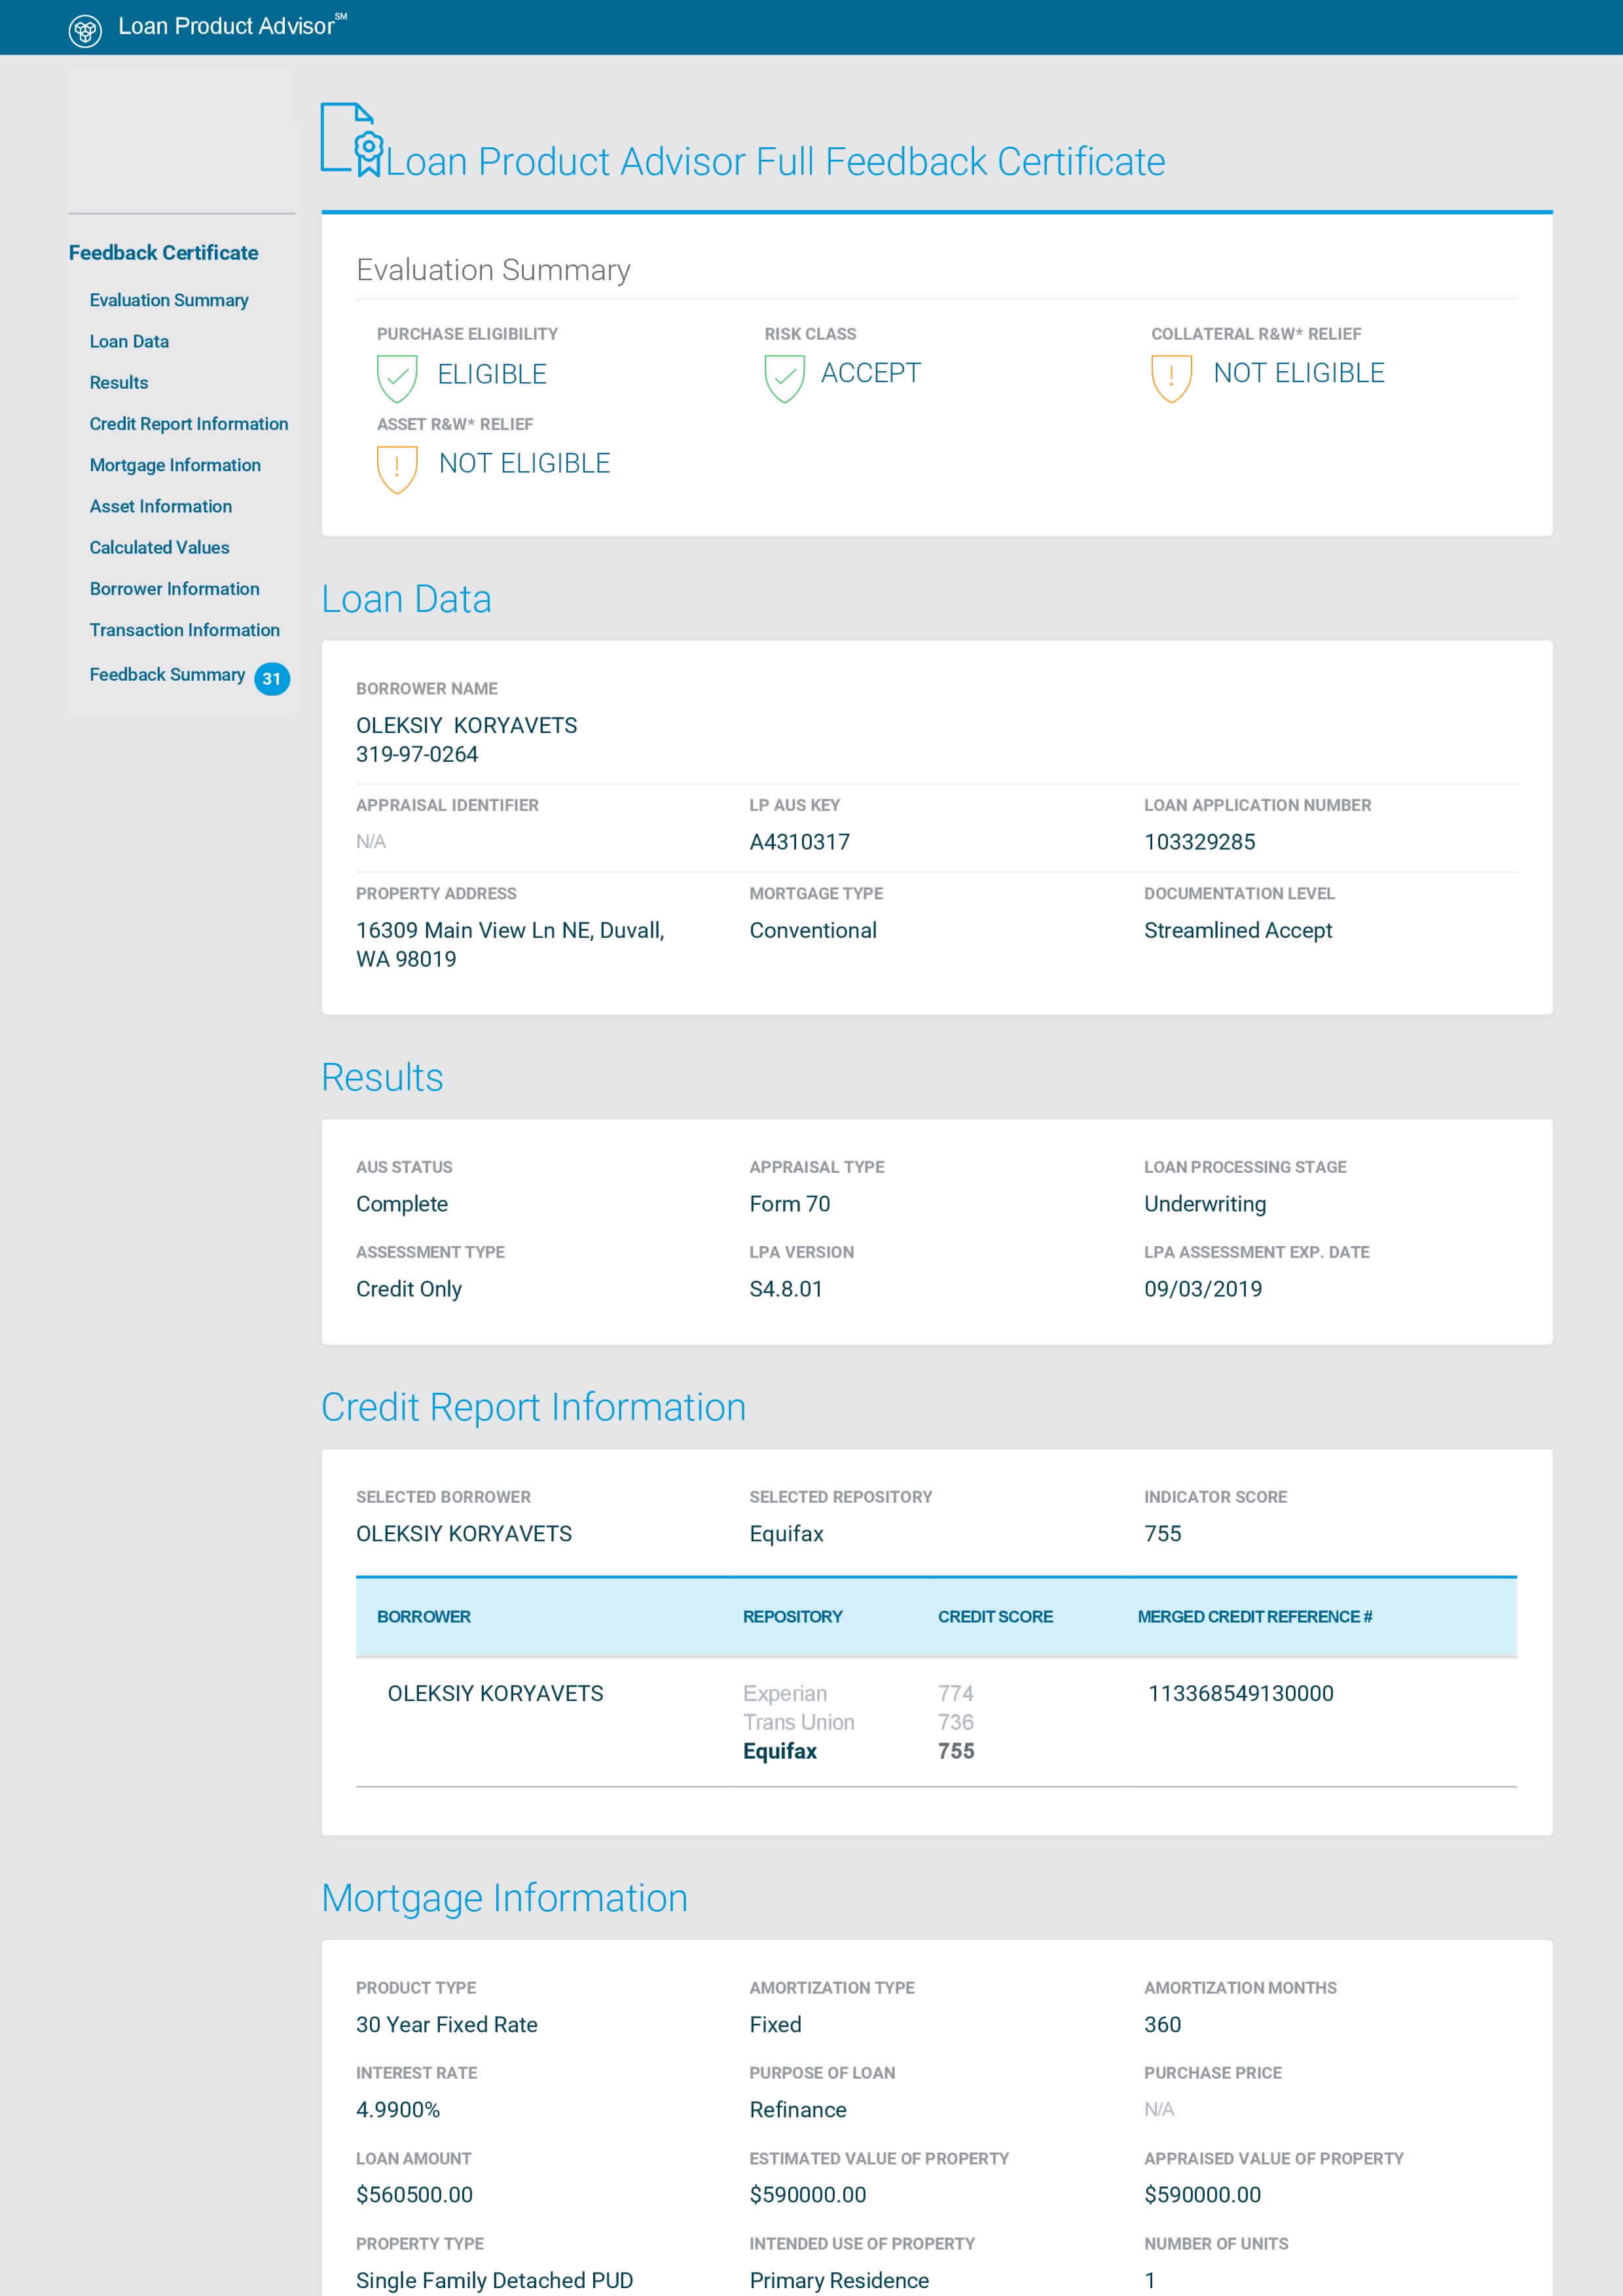 Loan Product Advisor℠
Loan Product Advisor Full Feedback Certificate
Feedback Certificate
Evaluation Summary
Loan Data
Results
Credit Report Information
Mortgage Information
Asset Information
Calculated Values
Borrower Information
Transaction Information
Feedback Summary 31
Evaluation Summary
PURCHASE ELIGIBILITY RISK CLASS COLLATERAL R&W* RELIEF
ELIGIBLE ACCEPT NOT ELIGIBLE
ASSET R&W* RELIEF
NOT ELIGIBLE
Loan Data
BORROWER NAME
OLEKSIY KORYAVETS
319-97-0264
APPRAISAL IDENTIFIER LP AUS KEY LOAN APPLICATION NUMBER
N/A A4310317 103329285
PROPERTY ADDRESS MORTGAGE TYPE DOCUMENTATION LEVEL
16309 Main View Ln NE, Duvall, Conventional Streamlined Accept
WA 98019
Results
AUS STATUS APPRAISAL TYPE LOAN PROCESSING STAGE
Complete Form 70 Underwriting
ASSESSMENT TYPE LPA VERSION LPA ASSESSMENT EXP. DATE
Credit Only S4.8.01 09/03/2019
Credit Report Information
SELECTED BORROWER SELECTED REPOSITORY INDICATOR SCORE
OLEKSIY KORYAVETS Equifax 755
BORROWER REPOSITORY CREDIT SCORE MERGED CREDIT REFERENCE #
OLEKSIY KORYAVETS Experian 774 113368549130000
Trans Union 736
Equifax 755
Mortgage Information
PRODUCT TYPE AMORTIZATION TYPE AMORTIZATION MONTHS
30 Year Fixed Rate Fixed 360
INTEREST RATE PURPOSE OF LOAN PURCHASE PRICE
4.9900% Refinance N/A
LOAN AMOUNT ESTIMATED VALUE OF PROPERTY APPRAISED VALUE OF PROPERTY
$560500.00 $590000.00 $590000.00
PROPERTY TYPE INTENDED USE OF PROPERTY NUMBER OF UNITS
Single Family Detached PUD Primary Residence 1